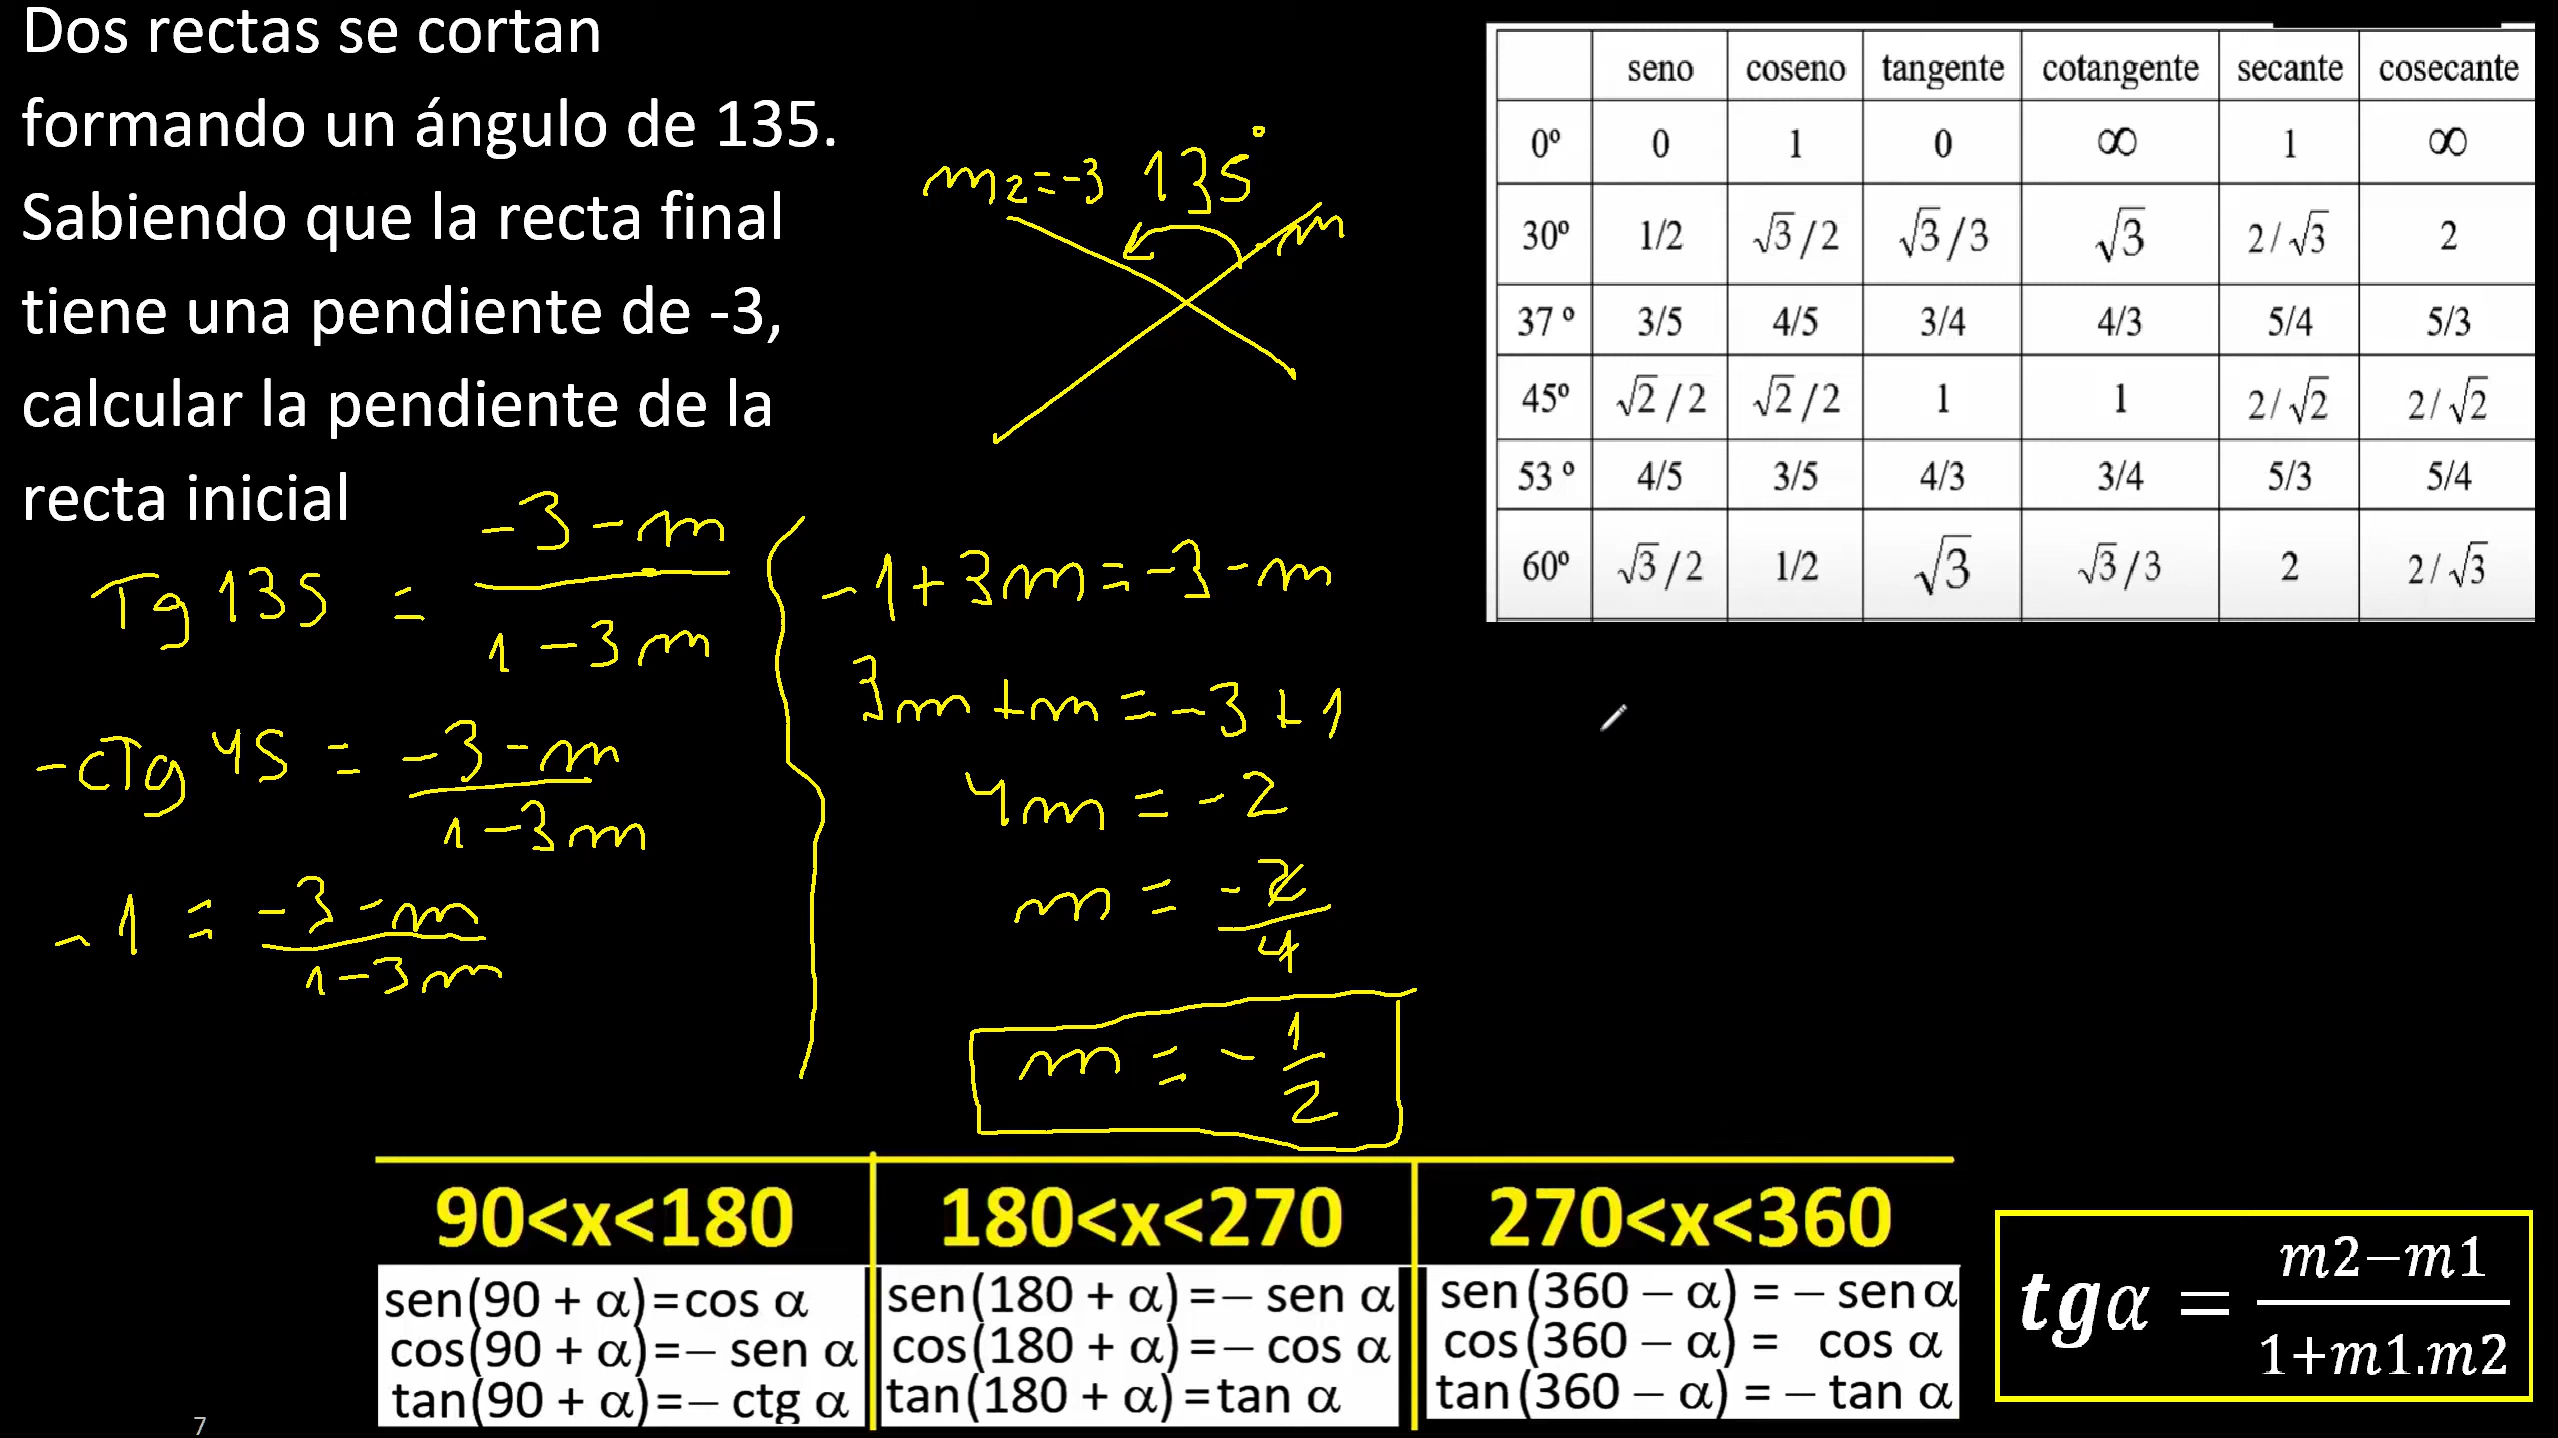 Dos rectas se cortan
formando un ángulo de 135.
Sabiendo que la recta final
tiene una pendiente de -3,
calcular la pendiente de la
recta inicial
m2=-3 135°
m
Tg 135 = (-3-m)/(1-3m)
-cTg 45 = (-3-m)/(1-3m)
-1 = (-3-m)/(1-3m)
-1+3m=-3-m
3m+m=-3+1
4m=-2
m = -2/4
m = -1/2
seno coseno tangente cotangente secante cosecante
0º 0 1 0 ∞ 1 ∞
30º 1/2 √3/2 √3/3 √3 2/√3 2
37º 3/5 4/5 3/4 4/3 5/4 5/3
45º √2/2 √2/2 1 1 2/√2 2/√2
53º 4/5 3/5 4/3 3/4 5/3 5/4
60º √3/2 1/2 √3 √3/3 2 2/√3
90<x<180
sen(90 + α)=cos α
cos(90 + α)=– sen α
tan(90 + α)=– ctg α
180<x<270
sen(180 + α)=– sen α
cos(180 + α)=– cos α
tan(180 + α)=tan α
270<x<360
sen(360 – α) = – sen α
cos(360 – α) = cos α
tan(360 – α) = – tan α
tgα = (m2−m1)/(1+m1.m2)
7